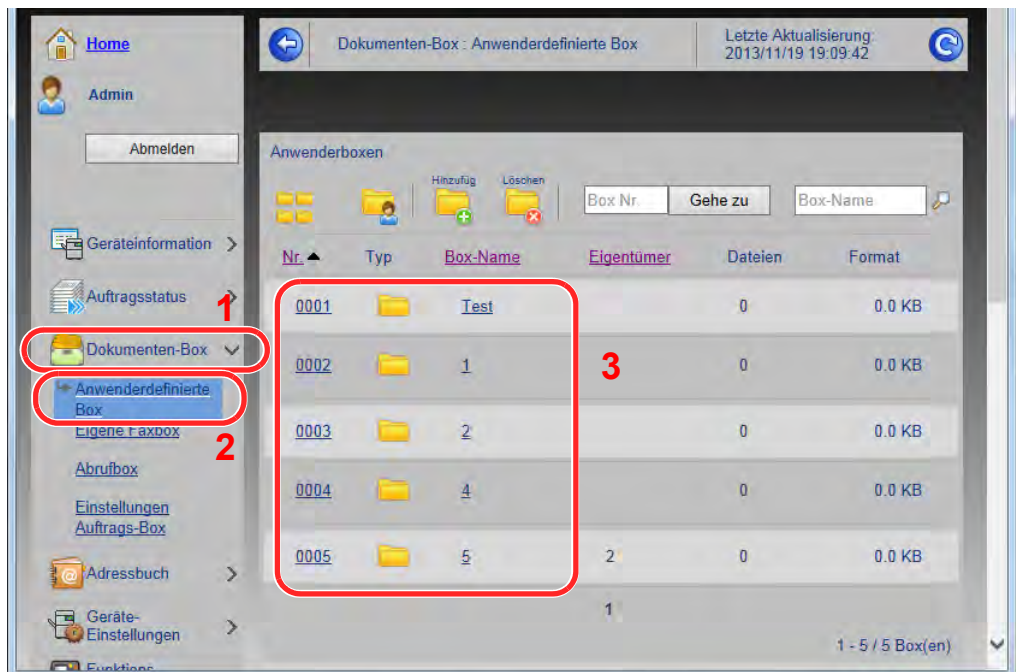 Home
Admin
Abmelden
Geräteinformation
Auftragsstatus
1
Dokumenten-Box
Anwenderdefinierte
Box
Eigene Faxbox
2
Abrufbox
Einstellungen
Auftrags-Box
Adressbuch
Geräte-
Einstellungen
Funktions
Dokumenten-Box : Anwenderdefinierte Box
Letzte Aktualisierung:
2013/11/19 19:09:42
Anwenderboxen
Hinzufüg Löschen
Box Nr. Gehe zu Box-Name
Nr. Typ Box-Name Eigentümer Dateien Format
0001 Test 0 0.0 KB
0002 1 0 0.0 KB
3
0003 2 0 0.0 KB
0004 4 0 0.0 KB
0005 5 2 0 0.0 KB
1
1 - 5 / 5 Box(en)